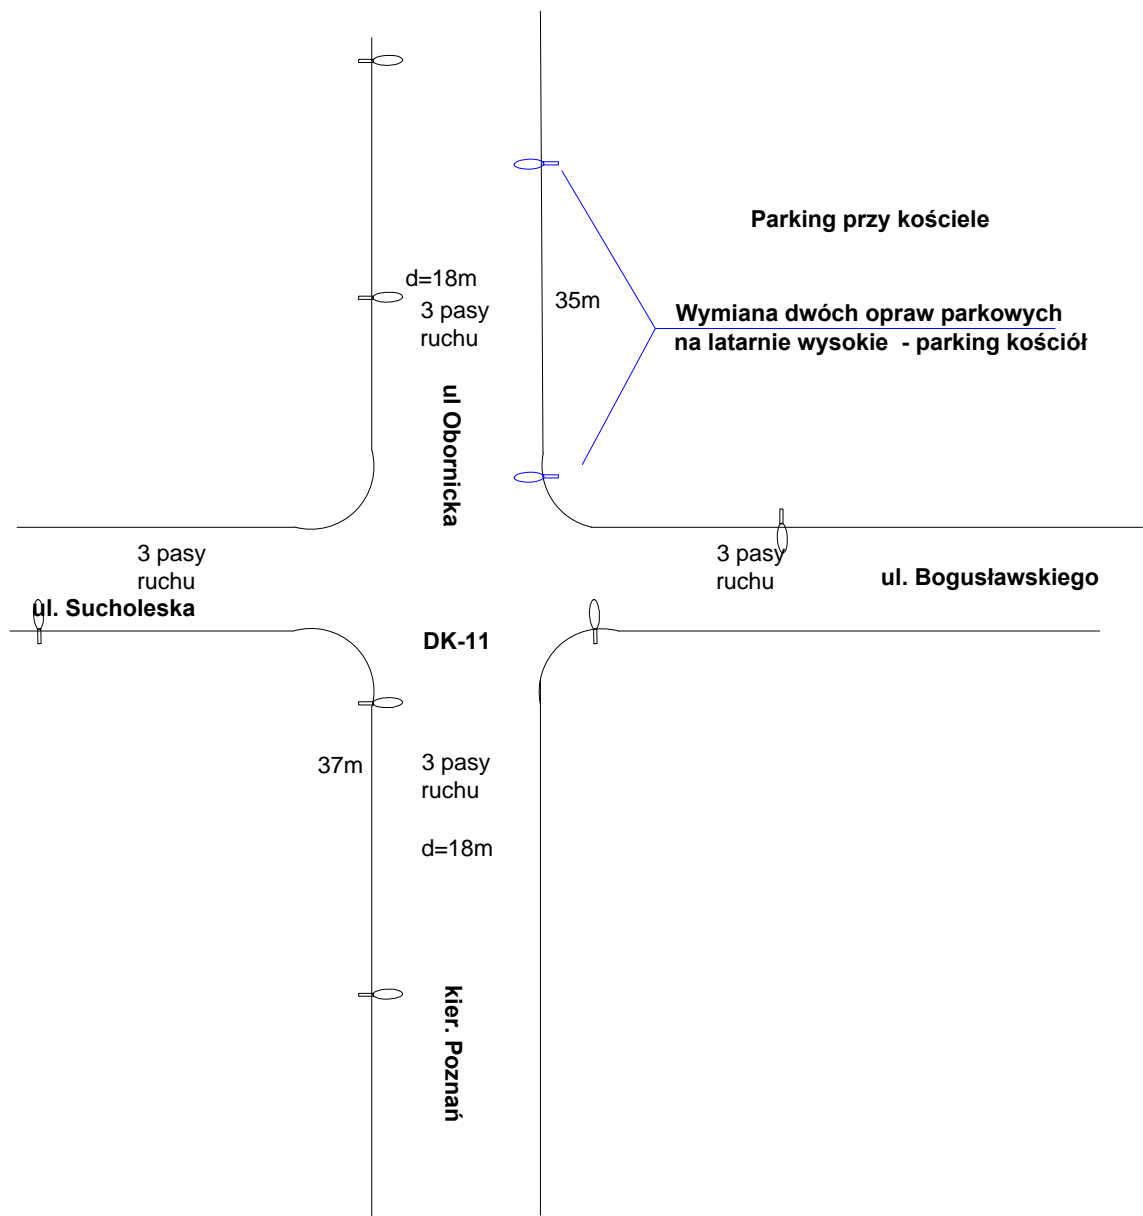 Parking przy kościele
d=18m
3 pasy
ruchu
35m
Wymiana dwóch opraw parkowych
na latarnie wysokie - parking kościół
ul Obornicka
3 pasy
ruchu
ul. Sucholeska
3 pasy
ruchu
ul. Bogusławskiego
DK-11
37m
3 pasy
ruchu
d=18m
kier. Poznań